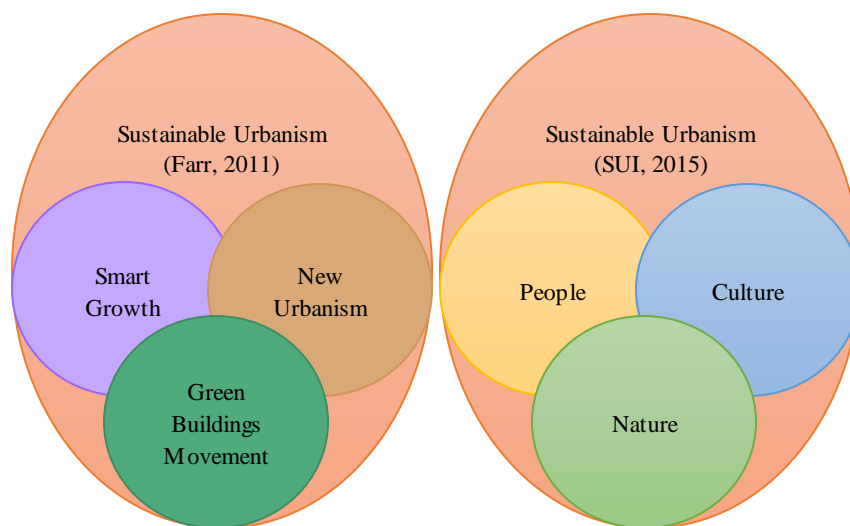 Sustainable Urbanism
(Farr, 2011)
Smart
Growth
New
Urbanism
Green
Buildings
Movement
Sustainable Urbanism
(SUI, 2015)
People
Culture
Nature